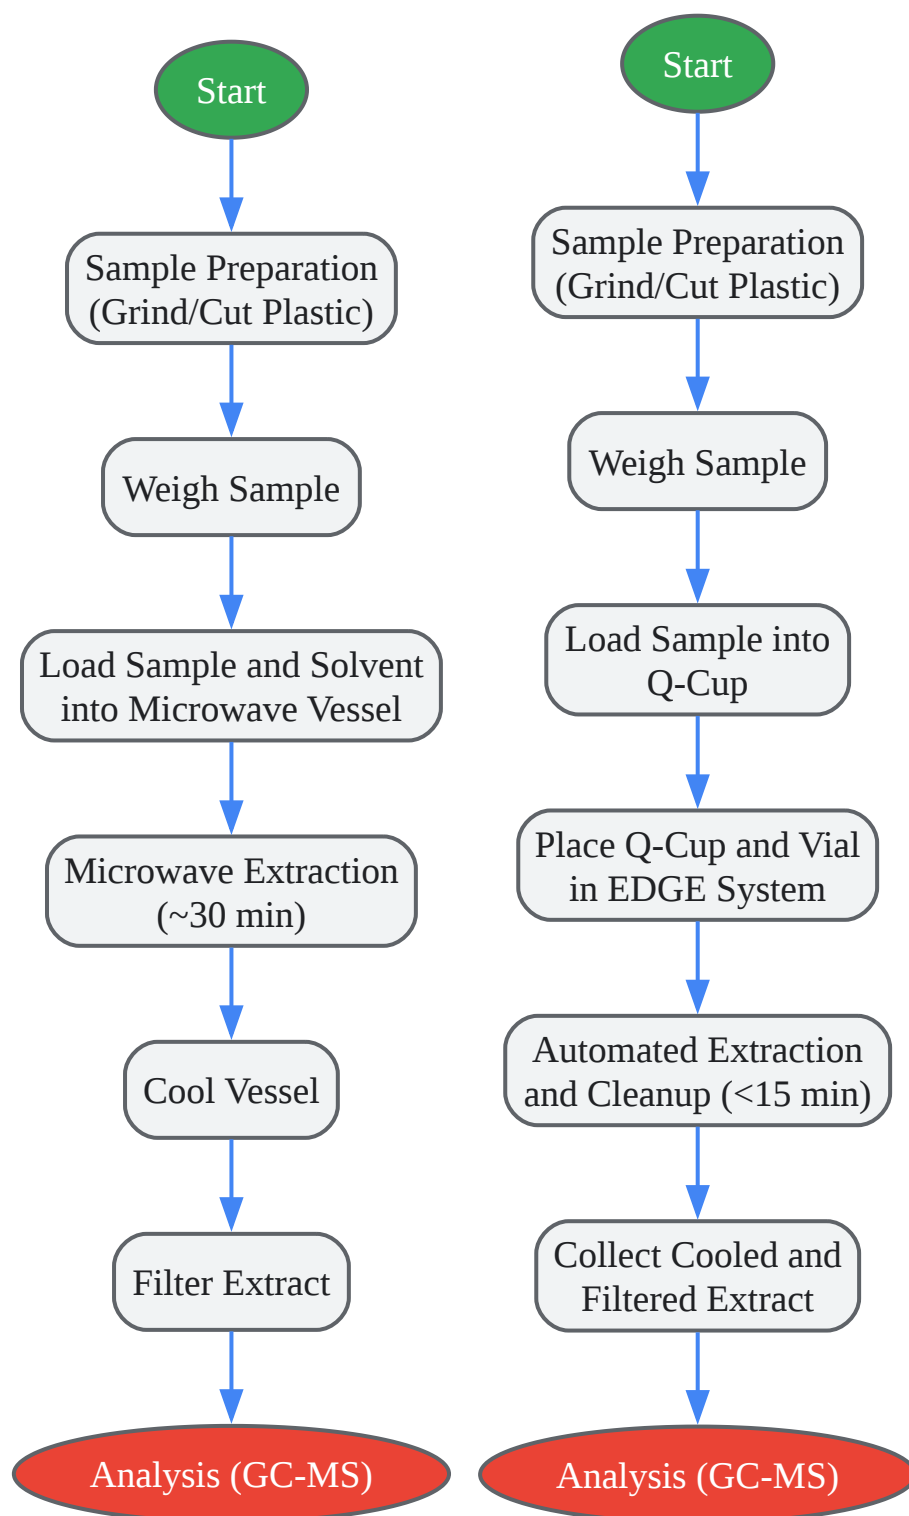 Start
Sample Preparation
(Grind/Cut Plastic)
Weigh Sample
Load Sample and Solvent
into Microwave Vessel
Microwave Extraction
(~30 min)
Cool Vessel
Filter Extract
Analysis (GC-MS)
Start
Sample Preparation
(Grind/Cut Plastic)
Weigh Sample
Load Sample into
Q-Cup
Place Q-Cup and Vial
in EDGE System
Automated Extraction
and Cleanup (<15 min)
Collect Cooled and
Filtered Extract
Analysis (GC-MS)